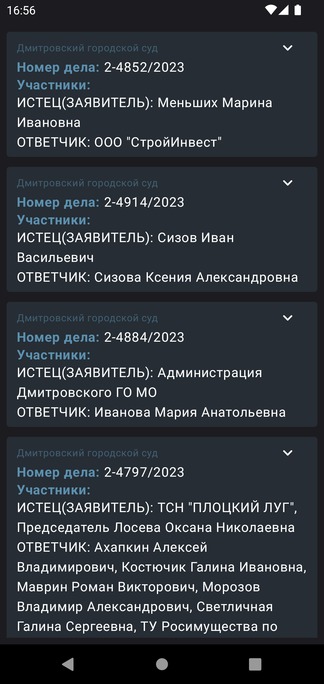 16:56
Дмитровский городской суд
Номер дела: 2-4852/2023
Участники:
ИСТЕЦ(ЗАЯВИТЕЛЬ): Меньших Марина
Ивановна
ОТВЕТЧИК: ООО "СтройИнвест"
Дмитровский городской суд
Номер дела: 2-4914/2023
Участники:
ИСТЕЦ(ЗАЯВИТЕЛЬ): Сизов Иван
Васильевич
ОТВЕТЧИК: Сизова Ксения Александровна
Дмитровский городской суд
Номер дела: 2-4884/2023
Участники:
ИСТЕЦ(ЗАЯВИТЕЛЬ): Администрация
Дмитровского ГО МО
ОТВЕТЧИК: Иванова Мария Анатольевна
Дмитровский городской суд
Номер дела: 2-4797/2023
Участники:
ИСТЕЦ(ЗАЯВИТЕЛЬ): ТСН "ПЛОЦКИЙ ЛУГ",
Председатель Лосева Оксана Николаевна
ОТВЕТЧИК: Ахапкин Алексей
Владимирович, Костючик Галина Ивановна,
Маврин Роман Викторович, Морозов
Владимир Александрович, Светличная
Галина Сергеевна, ТУ Росимущества по